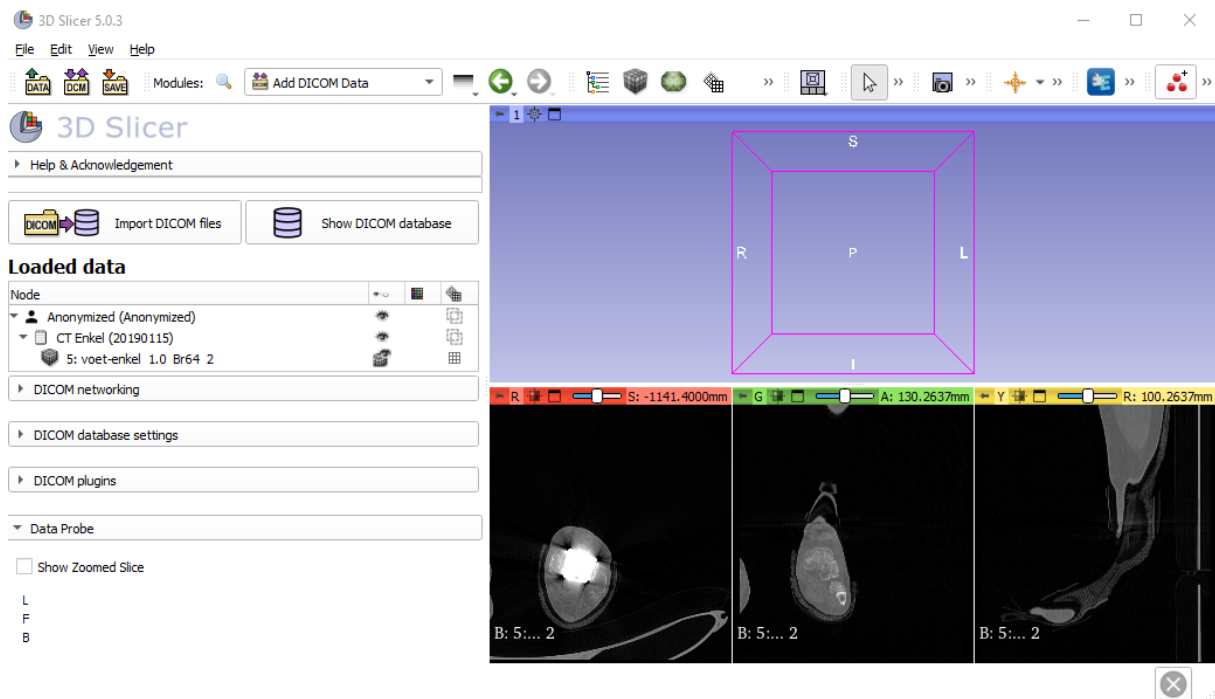 3D Slicer 5.0.3
File Edit View Help
DATA DCM SAVE Modules: Add DICOM Data
3D Slicer
Help & Acknowledgement
DICOM Import DICOM files Show DICOM database
Loaded data
Node
Anonymized (Anonymized)
CT Enkel (20190115)
5: voet-enkel 1.0 Br64 2
DICOM networking
DICOM database settings
DICOM plugins
Data Probe
Show Zoomed Slice
L
F
B
1
S
R P L
I
R S: -1141.4000mm G A: 130.2637mm Y R: 100.2637mm
B: 5:... 2 B: 5:... 2 B: 5:... 2